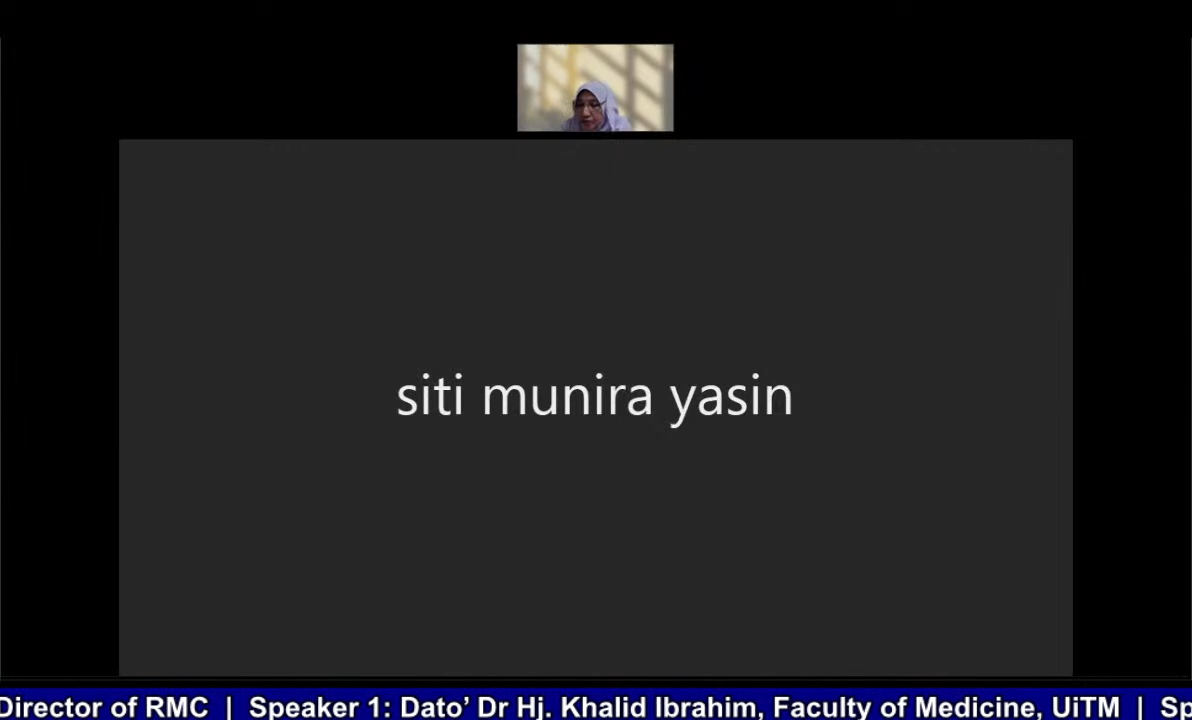 siti munira yasin
Director of RMC | Speaker 1: Dato’ Dr Hj. Khalid Ibrahim, Faculty of Medicine, UiTM | Sp